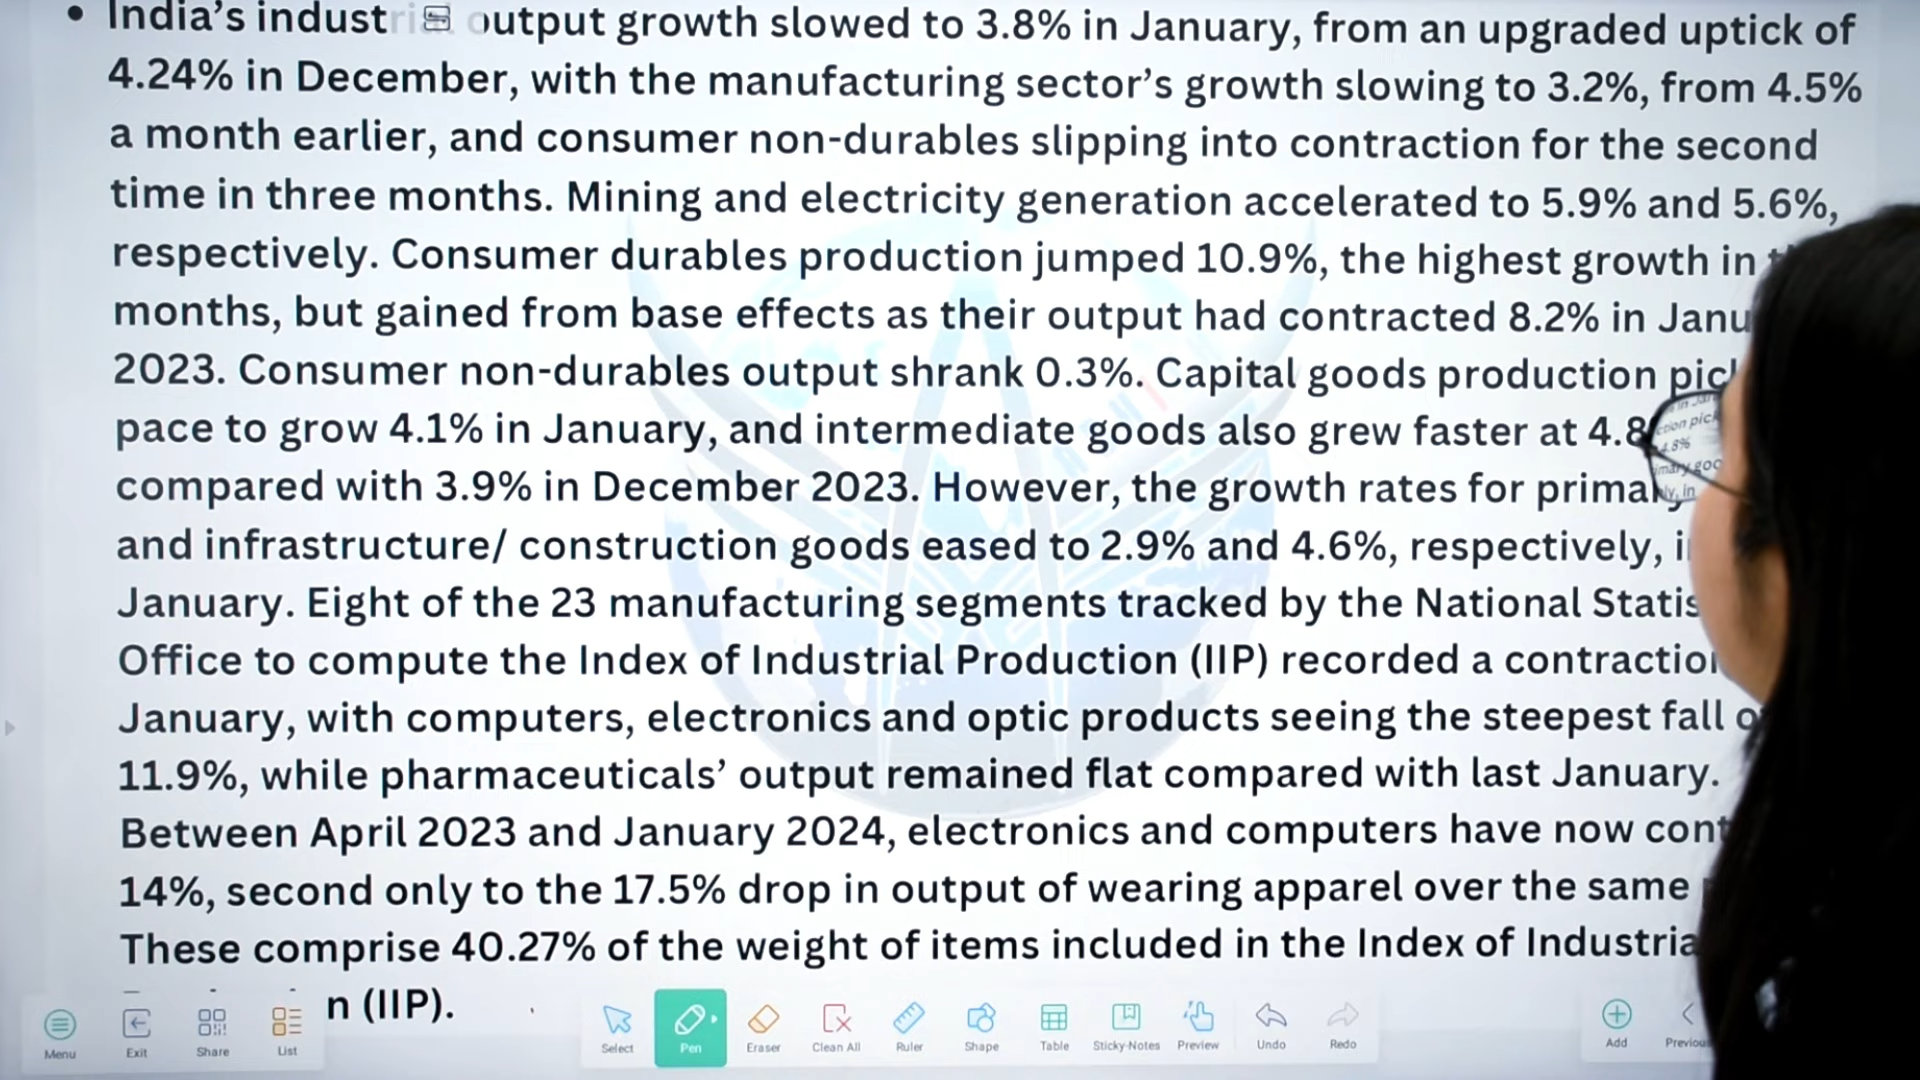 • India's industrial output growth slowed to 3.8% in January, from an upgraded uptick of
4.24% in December, with the manufacturing sector's growth slowing to 3.2%, from 4.5%
a month earlier, and consumer non-durables slipping into contraction for the second
time in three months. Mining and electricity generation accelerated to 5.9% and 5.6%,
respectively. Consumer durables production jumped 10.9%, the highest growth in
months, but gained from base effects as their output had contracted 8.2% in
2023. Consumer non-durables output shrank 0.3%. Capital goods production
pace to grow 4.1% in January, and intermediate goods also grew faster at 4.8
compared with 3.9% in December 2023. However, the growth rates for
and infrastructure/ construction goods eased to 2.9% and 4.6%, respectively,
January. Eight of the 23 manufacturing segments tracked by the National
Office to compute the Index of Industrial Production (IIP) recorded a contraction
January, with computers, electronics and optic products seeing the steepest fall
11.9%, while pharmaceuticals' output remained flat compared with last January.
Between April 2023 and January 2024, electronics and computers have now
14%, second only to the 17.5% drop in output of wearing apparel over the same
These comprise 40.27% of the weight of items included in the Index of Industrial
n (IIP).
Menu Exit Share List Select Pen Eraser Clean All Ruler Shape Table Sticky-Notes Preview Undo Redo Add